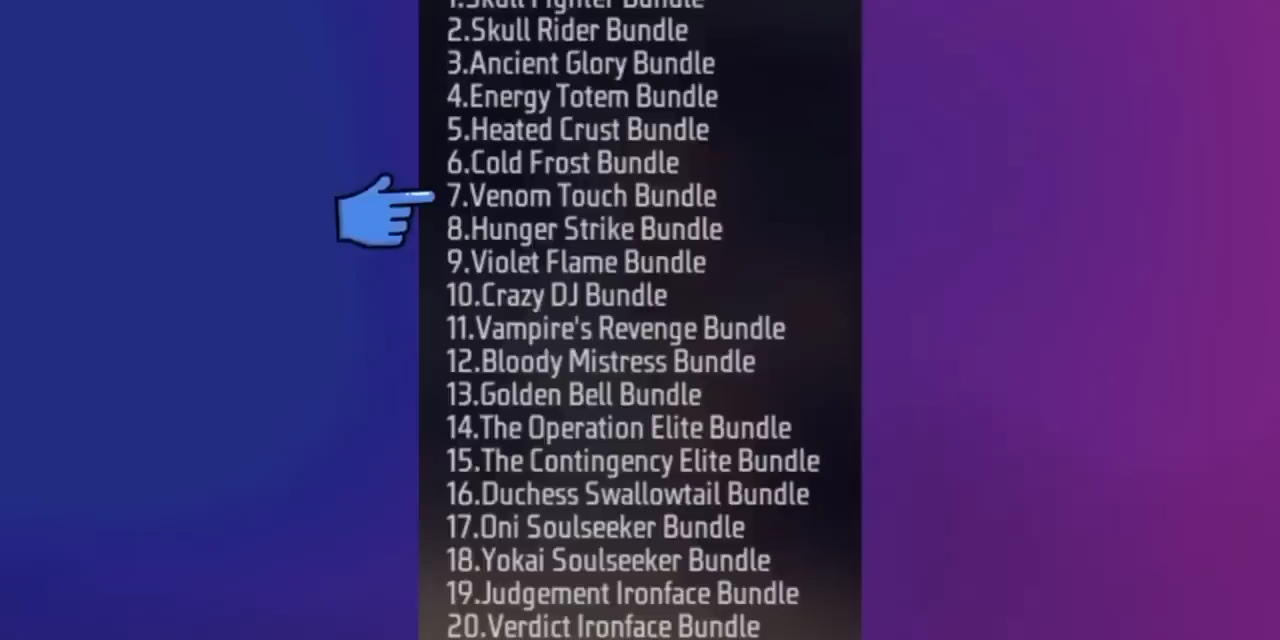 1.Skull Fighter Bundle
2.Skull Rider Bundle
3.Ancient Glory Bundle
4.Energy Totem Bundle
5.Heated Crust Bundle
6.Cold Frost Bundle
7.Venom Touch Bundle
8.Hunger Strike Bundle
9.Violet Flame Bundle
10.Crazy DJ Bundle
11.Vampire's Revenge Bundle
12.Bloody Mistress Bundle
13.Golden Bell Bundle
14.The Operation Elite Bundle
15.The Contingency Elite Bundle
16.Duchess Swallowtail Bundle
17.Oni Soulseeker Bundle
18.Yokai Soulseeker Bundle
19.Judgement Ironface Bundle
20.Verdict Ironface Bundle